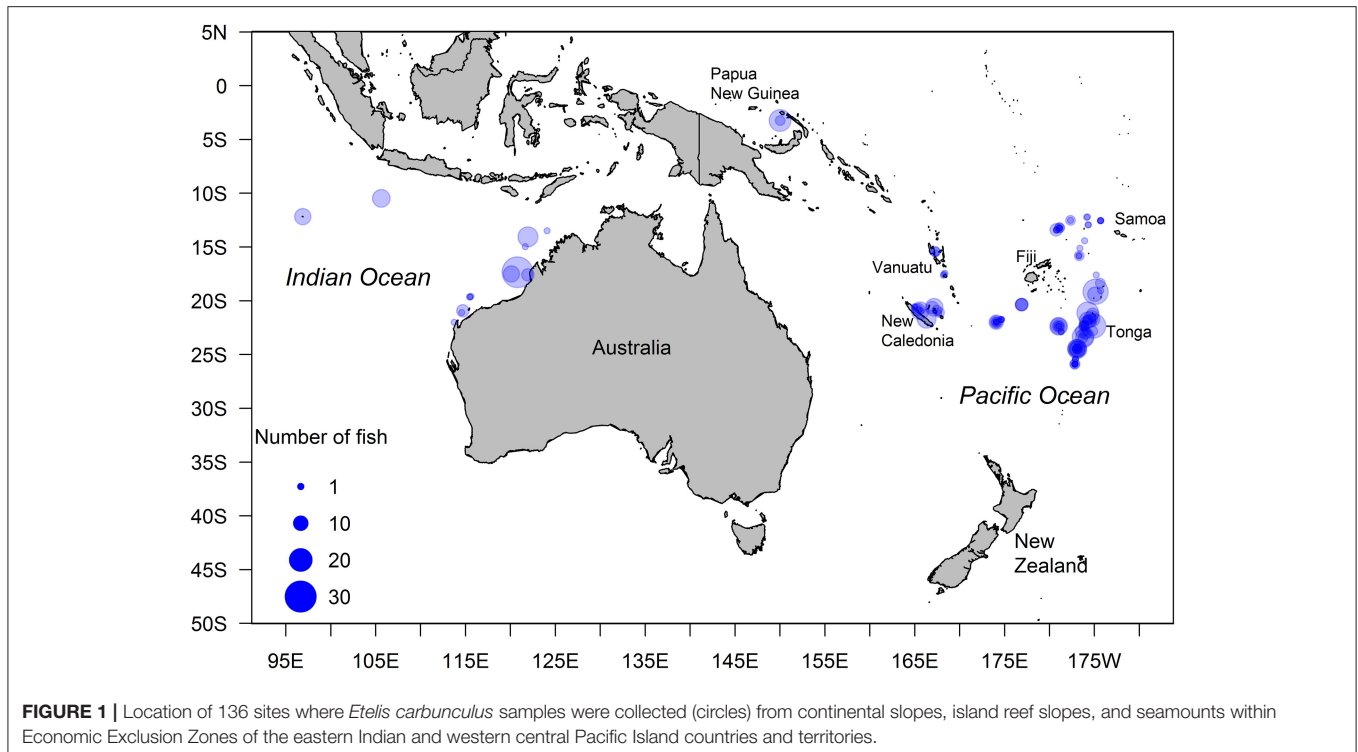 5N
0
5S
10S
15S
20S
25S
30S
35S
40S
45S
50S
95E
105E
115E
125E
135E
145E
155E
165E
175E
175W
Papua
New Guinea
Samoa
Fiji
Vanuatu
Indian Ocean
New
Caledonia
Tonga
Australia
Pacific Ocean
Number of fish
1
10
20
30
New
Zealand
FIGURE 1 | Location of 136 sites where Etelis carbunculus samples were collected (circles) from continental slopes, island reef slopes, and seamounts within
Economic Exclusion Zones of the eastern Indian and western central Pacific Island countries and territories.